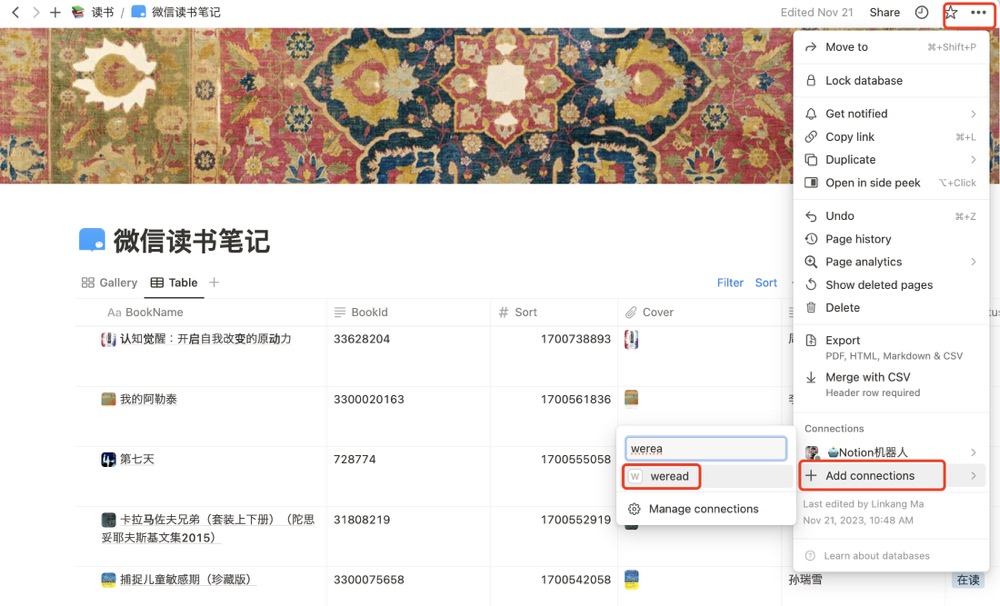 读书 / 微信读书笔记
Edited Nov 21 Share
微信读书笔记
Gallery Table
Filter Sort
Aa BookName BookId # Sort Cover
认知觉醒：开启自我改变的原动力 33628204 1700738893
我的阿勒泰 3300020163 1700561836
第七天 728774 1700555058
卡拉马佐夫兄弟（套装上下册）（陀思
妥耶夫斯基文集2015） 31808219 1700552919
捕捉儿童敏感期（珍藏版） 3300075658 1700542058 孙瑞雪 在读
werea
W weread
Manage connections
Move to ⌘+Shift+P
Lock database
Get notified
Copy link ⌘+L
Duplicate
Open in side peek ⌥+Click
Undo ⌘+Z
Page history
Page analytics
Show deleted pages
Delete
Export
PDF, HTML, Markdown & CSV
Merge with CSV
Header row required
Connections
Notion机器人
Add connections
Last edited by Linkang Ma
Nov 21, 2023, 10:48 AM
Learn about databases